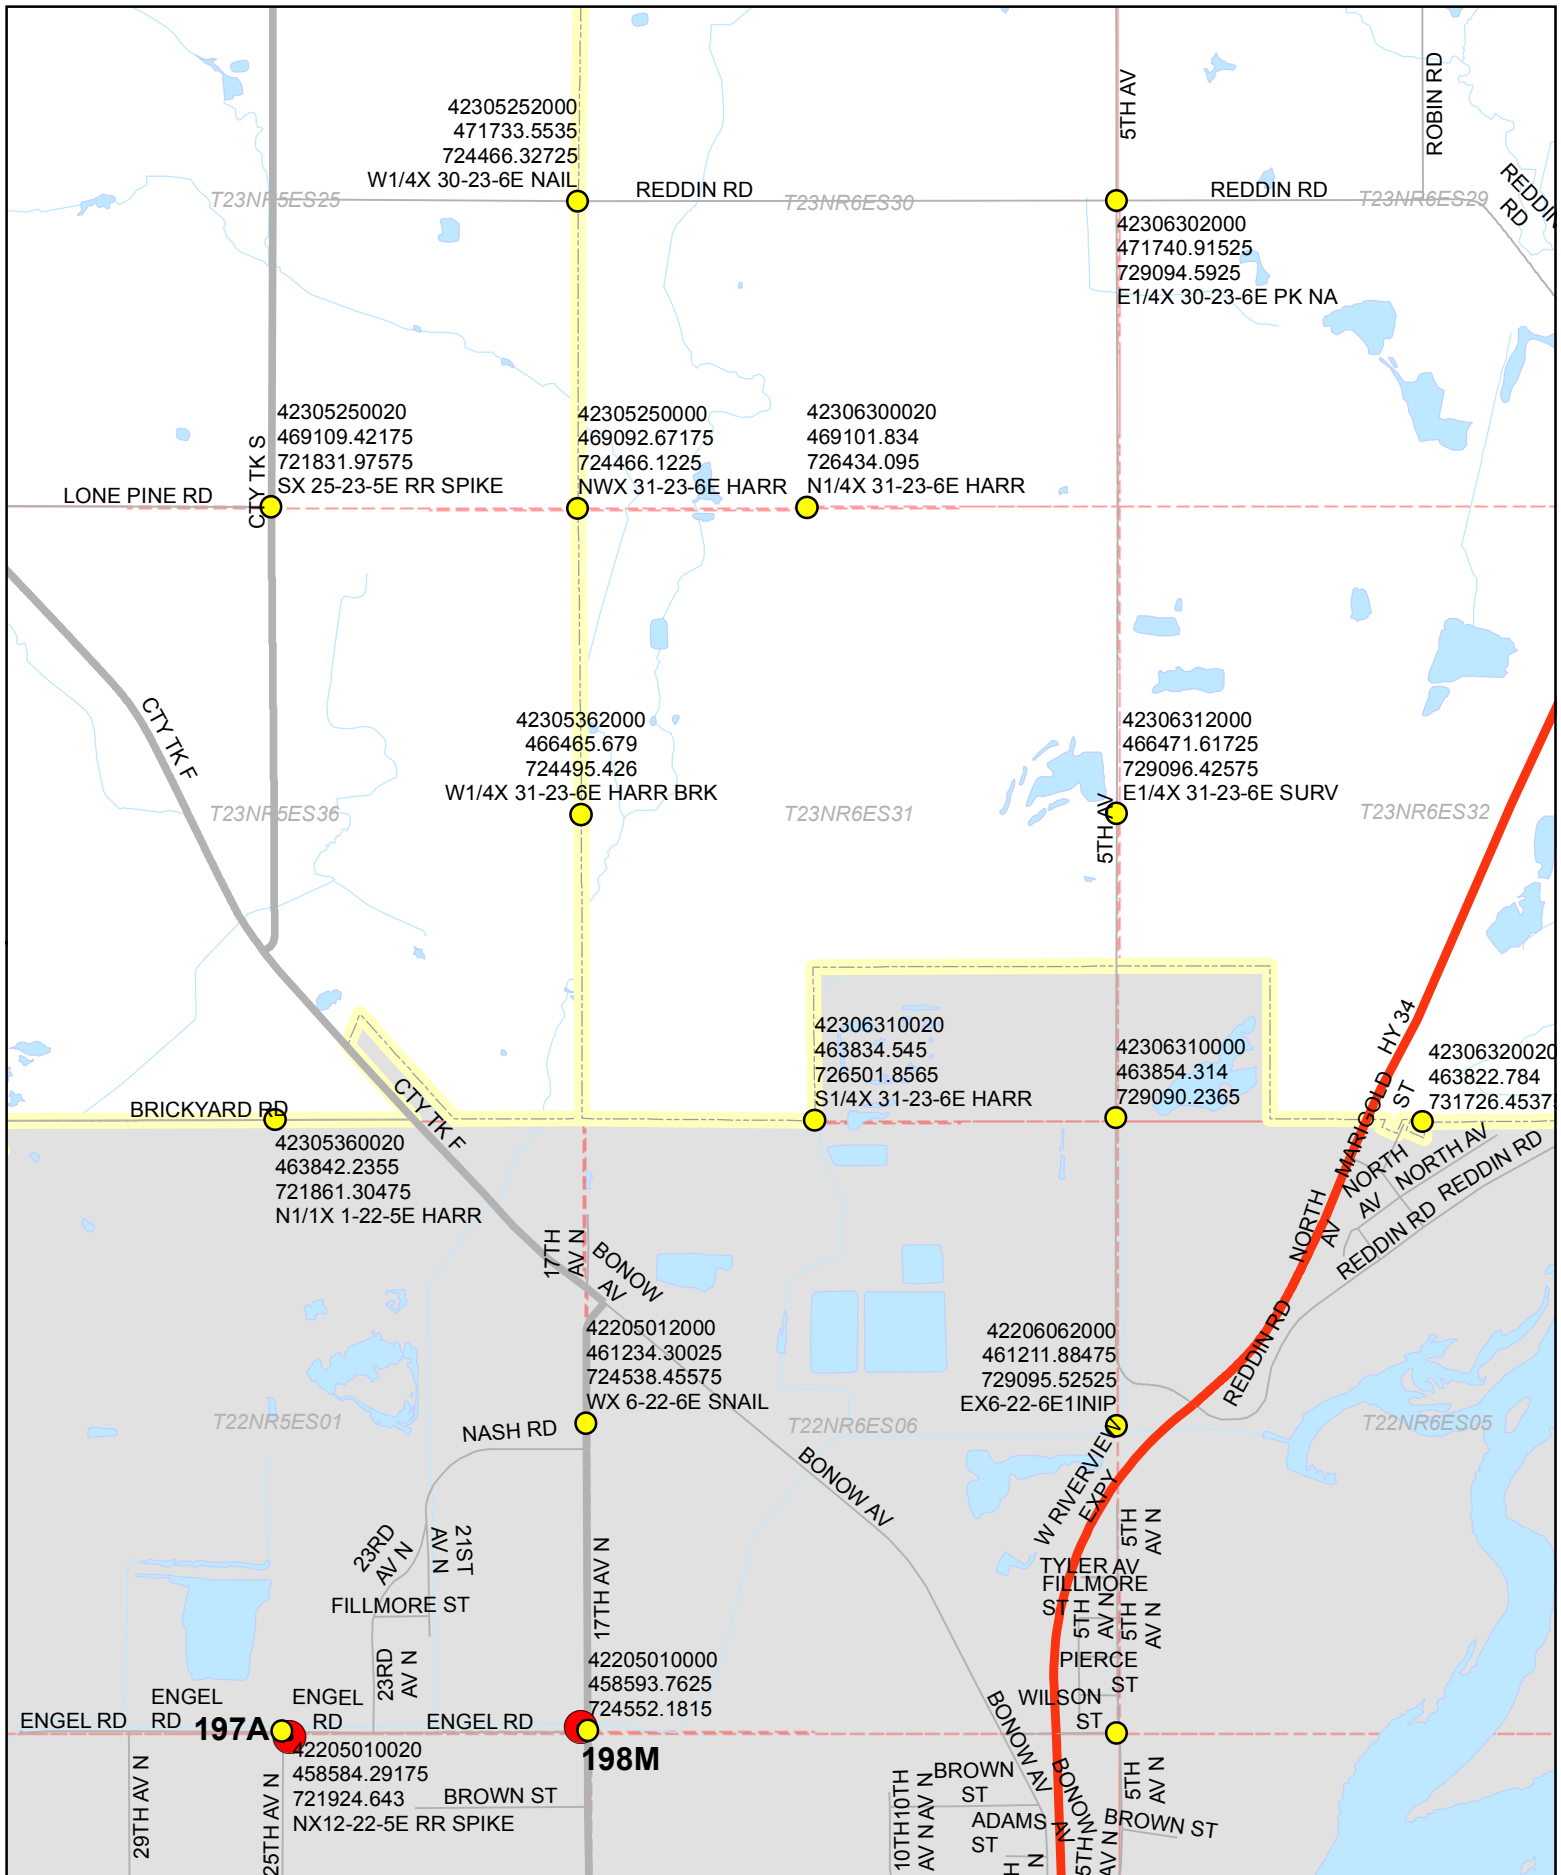 5TH AV
ROBIN RD
42305252000
471733.5535
724466.32725
W1/4X 30-23-6E NAIL
T23NR5ES25
REDDIN RD
T23NR6ES30
REDDIN RD
T23NR6ES29
REDDIN
RD
42306302000
471740.91525
729094.5925
E1/4X 30-23-6E PK NA
42305250020
469109.42175
721831.97575
SX 25-23-5E RR SPIKE
42305250000
469092.67175
724466.1225
NWX 31-23-6E HARR
42306300020
469101.834
726434.095
N1/4X 31-23-6E HARR
CTY TK S
LONE PINE RD
CTY TK F
42305362000
466465.679
724495.426
W1/4X 31-23-6E HARR BRK
42306312000
466471.61725
729096.42575
E1/4X 31-23-6E SURV
T23NR5ES36
T23NR6ES31
5TH AV
T23NR6ES32
42306310020
463834.545
726501.8565
S1/4X 31-23-6E HARR
42306310000
463854.314
729090.2365
HY 34
MARIGOLD
ST
42306320020
463822.784
731726.4537
BRICKYARD RD
CTY TK F
42305360020
463842.2355
721861.30475
N1/1X 1-22-5E HARR
NORTH
AV
NORTH AV
REDDIN RD
NORTH
AV
REDDIN RD
17TH
AV N
BONOW
AV
REDDIN RD
42205012000
461234.30025
724538.45575
WX 6-22-6E SNAIL
42206062000
461211.88475
729095.52525
EX6-22-6E1INIP
T22NR5ES01
NASH RD
T22NR6ES06
T22NR6ES05
BONOW AV
W RIVERVIEW
EXPY
23RD
AV N
21ST
AV N
17TH AV N
5TH
AV N
TYLER AV
FILLMORE
ST
FILLMORE ST
5TH
AV N
5TH
AV N
23RD
AV N
42205010000
458593.7625
724552.1815
PIERCE
ST
WILSON
ST
ENGEL RD
ENGEL
RD
197A
ENGEL
RD
ENGEL RD
198M
BONOW AV
42205010020
458584.29175
721924.643
NX12-22-5E RR SPIKE
29TH AV N
25TH AV N
BROWN ST
10TH
AV N
10TH
AV N
BROWN
ST
ADAMS
ST
BONOW
AV
5TH
AV N
BROWN ST
5TH
AV N
H
N